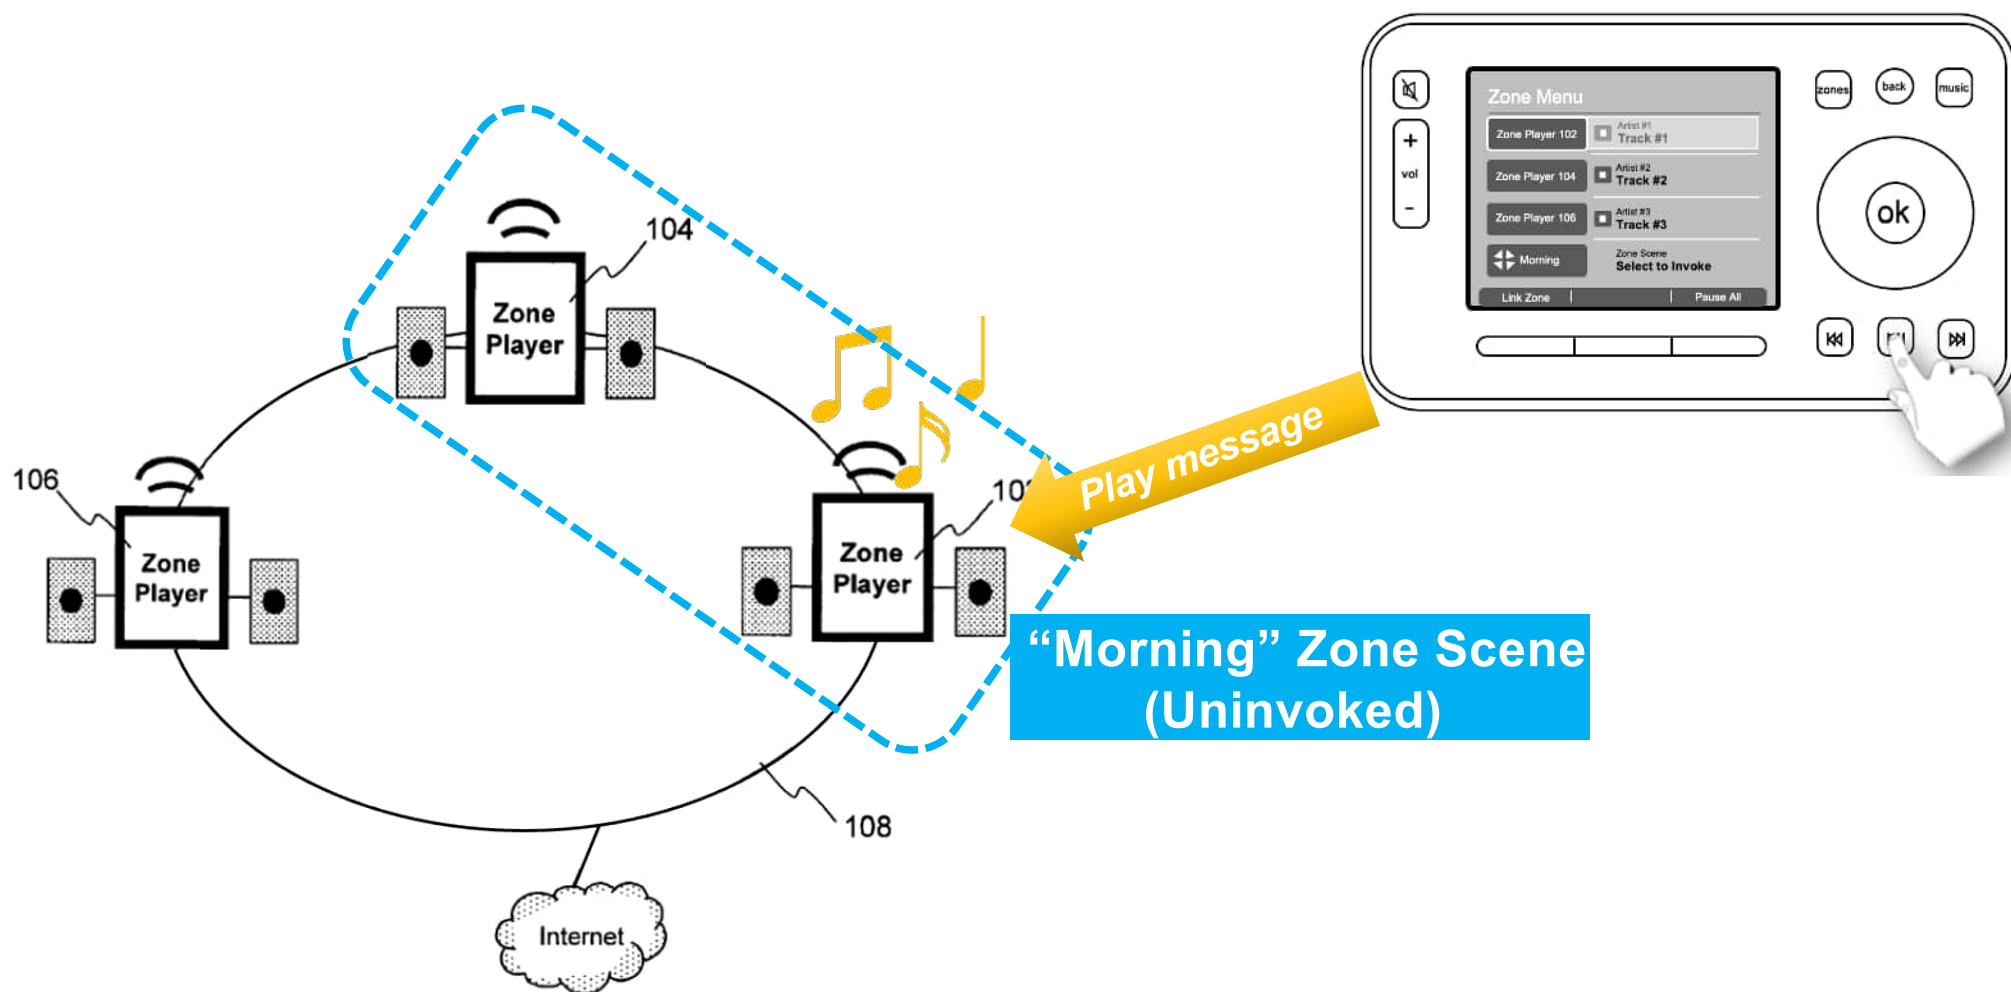 Zone Menu
Zone Player 102
Artist #1
Track #1
Zone Player 104
Artist #2
Track #2
Zone Player 106
Artist #3
Track #3
Morning
Zone Scene
Select to Invoke
Link Zone
Pause All
+
vol
-
zones
back
music
ok
104
Zone
Player
Play message
106
Zone
Player
Zone
Player
“Morning” Zone Scene
(Uninvoked)
108
Internet